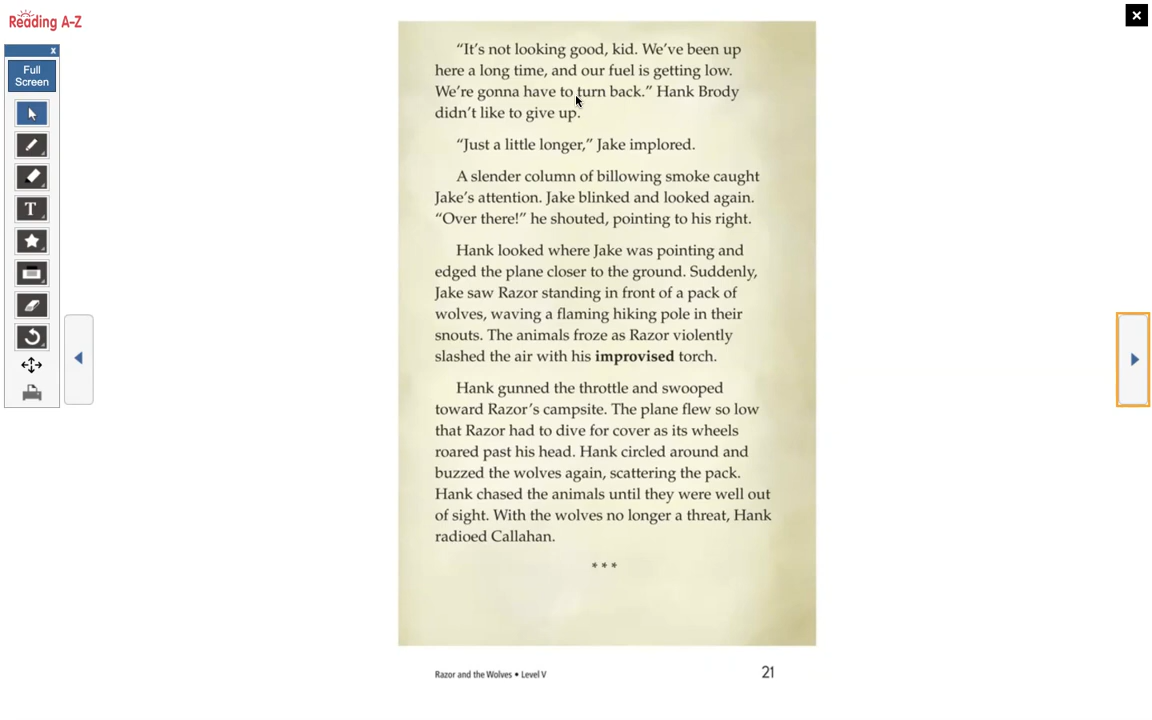 Reading A-Z
x
Full
Screen
T
“It’s not looking good, kid. We’ve been up
here a long time, and our fuel is getting low.
We’re gonna have to turn back.” Hank Brody
didn’t like to give up.
“Just a little longer,” Jake implored.
A slender column of billowing smoke caught
Jake’s attention. Jake blinked and looked again.
“Over there!” he shouted, pointing to his right.
Hank looked where Jake was pointing and
edged the plane closer to the ground. Suddenly,
Jake saw Razor standing in front of a pack of
wolves, waving a flaming hiking pole in their
snouts. The animals froze as Razor violently
slashed the air with his improvised torch.
Hank gunned the throttle and swooped
toward Razor’s campsite. The plane flew so low
that Razor had to dive for cover as its wheels
roared past his head. Hank circled around and
buzzed the wolves again, scattering the pack.
Hank chased the animals until they were well out
of sight. With the wolves no longer a threat, Hank
radioed Callahan.
* * *
Razor and the Wolves • Level V
21